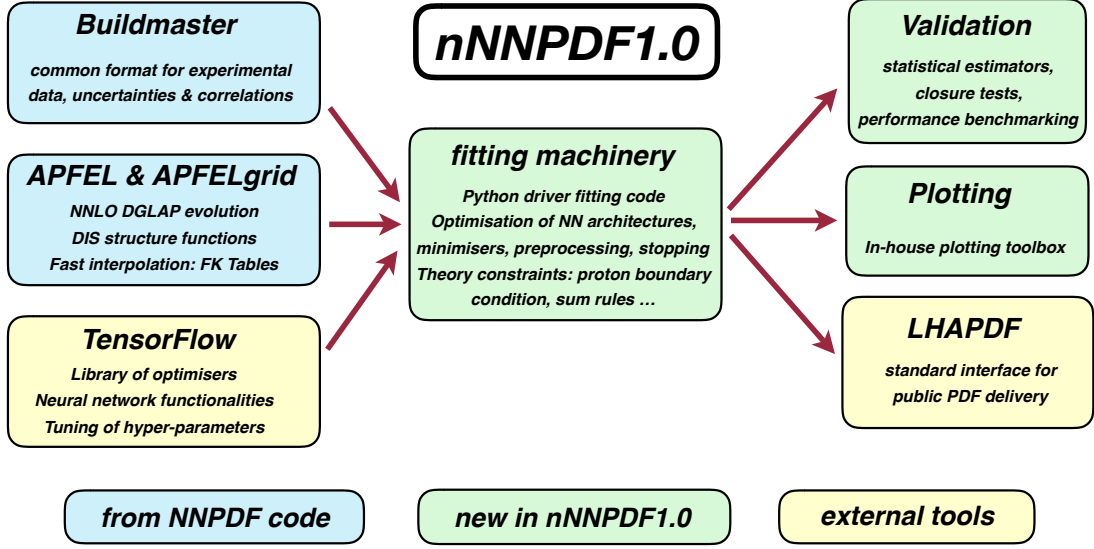 nNNPDF1.0
Buildmaster
common format for experimental
data, uncertainties & correlations
APFEL & APFELgrid
NNLO DGLAP evolution
DIS structure functions
Fast interpolation: FK Tables
TensorFlow
Library of optimisers
Neural network functionalities
Tuning of hyper-parameters
fitting machinery
Python driver fitting code
Optimisation of NN architectures,
minimisers, preprocessing, stopping
Theory constraints: proton boundary
condition, sum rules ...
Validation
statistical estimators,
closure tests,
performance benchmarking
Plotting
In-house plotting toolbox
LHAPDF
standard interface for
public PDF delivery
from NNPDF code
new in nNNPDF1.0
external tools